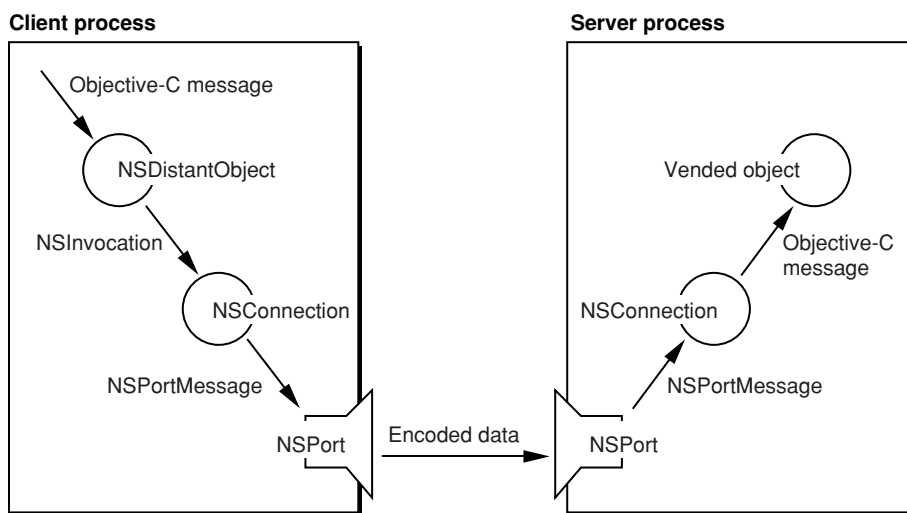 Client process
Objective-C message
NSDistantObject
NSInvocation
NSConnection
NSPortMessage
NSPort
Encoded data
Server process
Vended object
Objective-C
message
NSConnection
NSPortMessage
NSPort